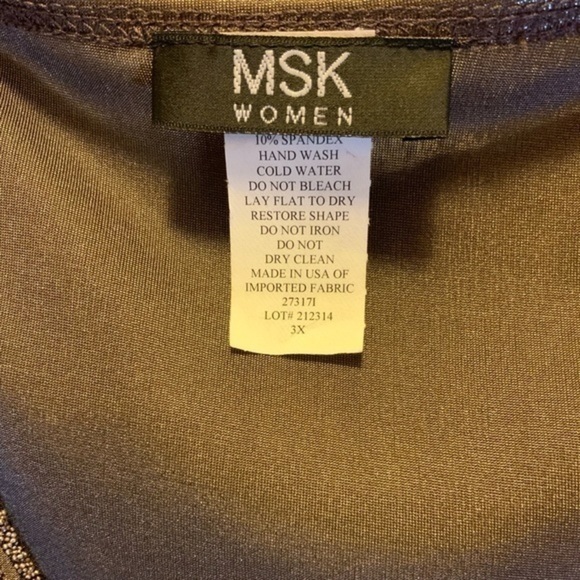 MSK
WOMEN
10% SPANDEX
HAND WASH
COLD WATER
DO NOT BLEACH
LAY FLAT TO DRY
RESTORE SHAPE
DO NOT IRON
DO NOT
DRY CLEAN
MADE IN USA OF
IMPORTED FABRIC
27317I
LOT# 212314
3X